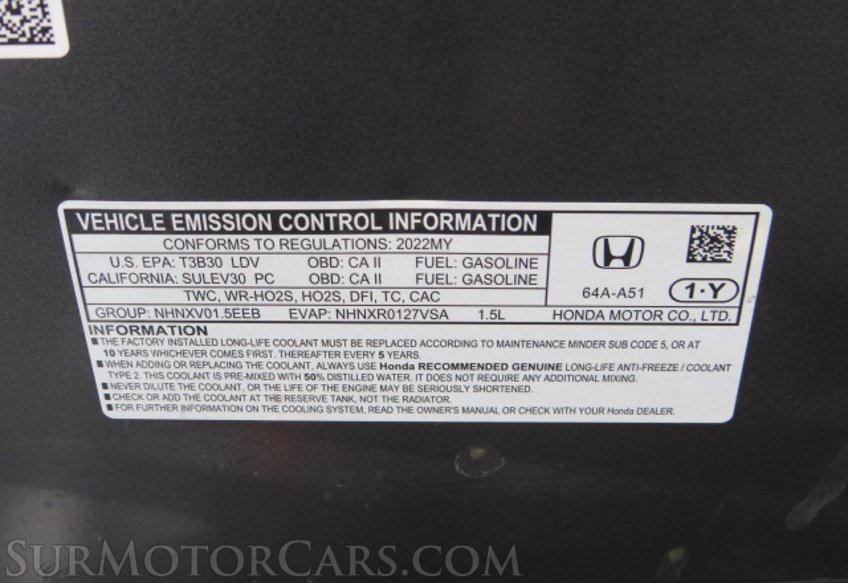 VEHICLE EMISSION CONTROL INFORMATION
CONFORMS TO REGULATIONS: 2022MY
U.S. EPA: T3B30 LDV OBD: CA II FUEL: GASOLINE
CALIFORNIA: SULEV30 PC OBD: CA II FUEL: GASOLINE
TWC, WR-HO2S, HO2S, DFI, TC, CAC
64A-A51 1·Y
GROUP: NHNXV01.5EEB EVAP: NHNXR0127VSA 1.5L HONDA MOTOR CO., LTD.
INFORMATION
■ THE FACTORY INSTALLED LONG-LIFE COOLANT MUST BE REPLACED ACCORDING TO MAINTENANCE MINDER SUB CODE 5, OR AT
10 YEARS WHICHEVER COMES FIRST. THEREAFTER EVERY 5 YEARS.
■ WHEN ADDING OR REPLACING THE COOLANT, ALWAYS USE Honda RECOMMENDED GENUINE LONG-LIFE ANTI-FREEZE / COOLANT
TYPE 2. THIS COOLANT IS PRE-MIXED WITH 50% DISTILLED WATER. IT DOES NOT REQUIRE ANY ADDITIONAL MIXING.
■ NEVER DILUTE THE COOLANT, OR THE LIFE OF THE ENGINE MAY BE SERIOUSLY SHORTENED.
■ CHECK OR ADD THE COOLANT AT THE RESERVE TANK, NOT THE RADIATOR.
■ FOR FURTHER INFORMATION ON THE COOLING SYSTEM, READ THE OWNER'S MANUAL OR CHECK WITH YOUR Honda DEALER.
SURMOTORCARS.COM